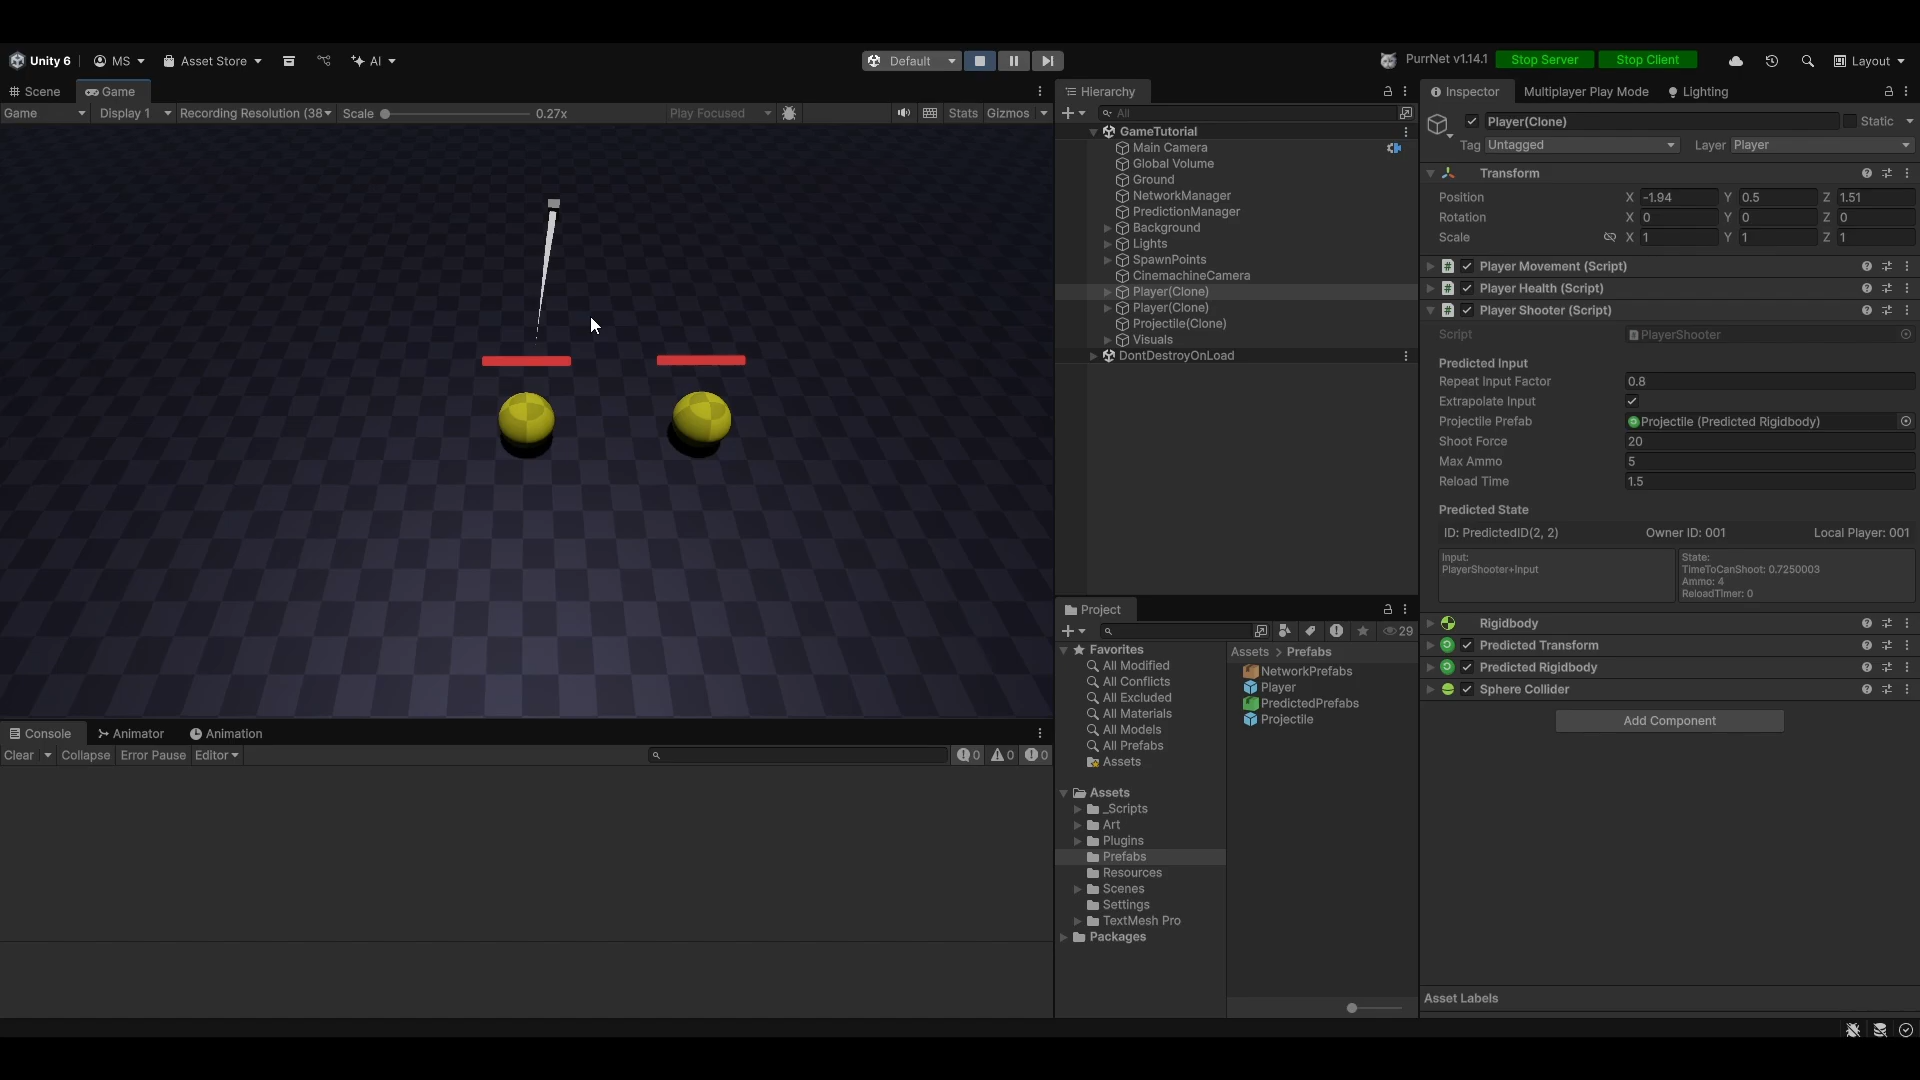 Unity 6 MS Asset Store AI Default PurrNet v1.14.1 Stop Server Stop Client Layout
Scene Game
Game Display 1 Recording Resolution (38 Scale 0.27x Play Focused Stats Gizmos
Hierarchy
All
GameTutorial
Main Camera
Global Volume
Ground
NetworkManager
PredictionManager
Background
Lights
SpawnPoints
CinemachineCamera
Player(Clone)
Player(Clone)
Projectile(Clone)
Visuals
DontDestroyOnLoad
Inspector Multiplayer Play Mode Lighting
Player(Clone) Static
Tag Untagged Layer Player
Transform
Position X -1.94 Y 0.5 Z 1.51
Rotation X 0 Y 0 Z 0
Scale X 1 Y 1 Z 1
Player Movement (Script)
Player Health (Script)
Player Shooter (Script)
Script PlayerShooter
Predicted Input
Repeat Input Factor 0.8
Extrapolate Input
Projectile Prefab Projectile (Predicted Rigidbody)
Shoot Force 20
Max Ammo 5
Reload Time 1.5
Predicted State
ID: PredictedID(2, 2) Owner ID: 001 Local Player: 001
Input:
PlayerShooter+Input
State:
TimeToCanShoot: 0.7250003
Ammo: 4
ReloadTimer: 0
Rigidbody
Predicted Transform
Predicted Rigidbody
Sphere Collider
Add Component
Asset Labels
Project
29
Favorites
All Modified
All Conflicts
All Excluded
All Materials
All Models
All Prefabs
Assets
Assets
_Scripts
Art
Plugins
Prefabs
Resources
Scenes
Settings
TextMesh Pro
Packages
Assets > Prefabs
NetworkPrefabs
Player
PredictedPrefabs
Projectile
Console Animator Animation
Clear Collapse Error Pause Editor 0 0 0